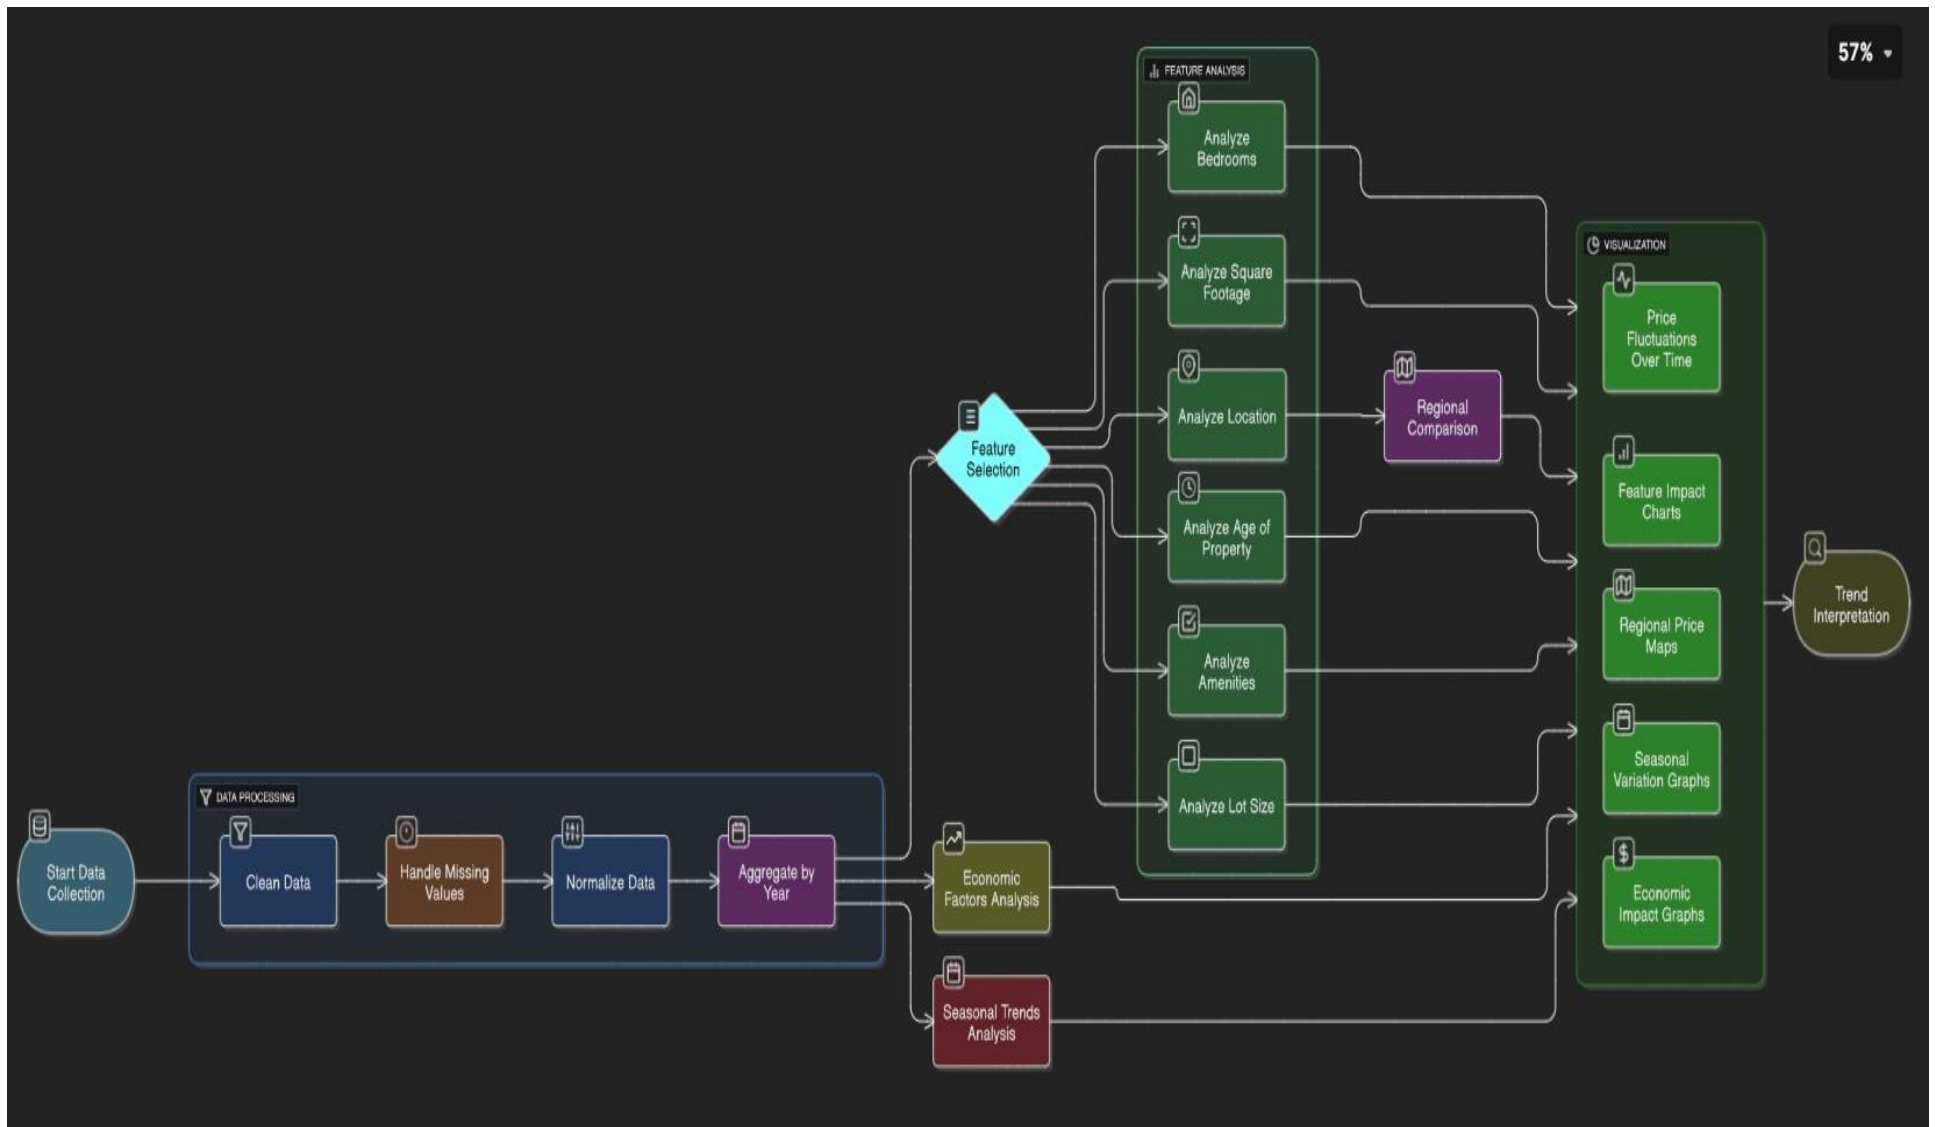 57%
FEATURE ANALYSIS
Analyze
Bedrooms
Analyze Square
Footage
Analyze Location
Analyze Age of
Property
Analyze
Amenities
Analyze Lot Size
Regional
Comparison
Feature
Selection
VISUALIZATION
Price
Fluctuations
Over Time
Feature Impact
Charts
Regional Price
Maps
Seasonal
Variation Graphs
Economic
Impact Graphs
Trend
Interpretation
DATA PROCESSING
Start Data
Collection
Clean Data
Handle Missing
Values
Normalize Data
Aggregate by
Year
Economic
Factors Analysis
Seasonal Trends
Analysis